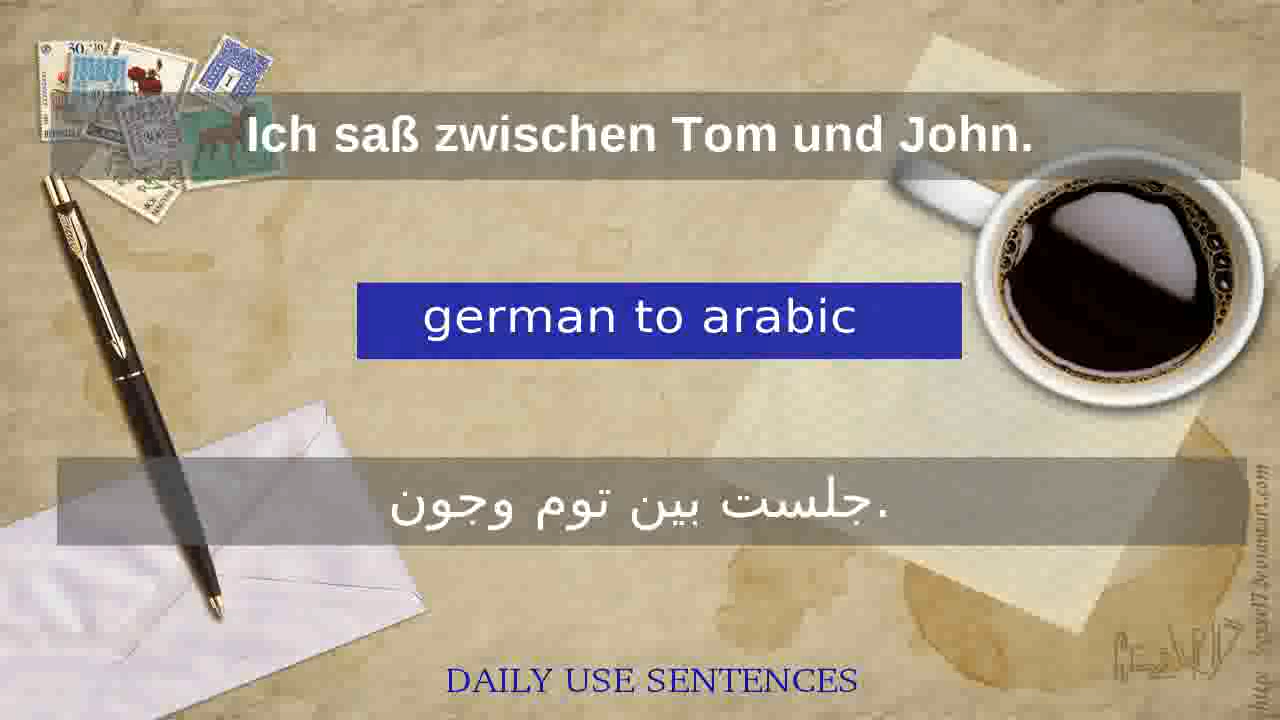 Ich saß zwischen Tom und John.
german to arabic
جلست بين توم وجون.
DAILY USE SENTENCES